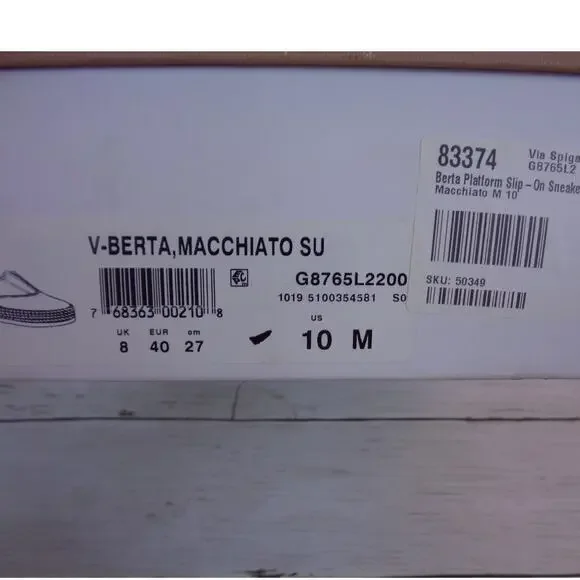 83374
Via Spiga
G8765L2
Berta Platform Slip-On Sneake
Macchiato M 10
SKU: 50349
V-BERTA,MACCHIATO SU
G8765L2200
1019 5100354581 S0
7 68363 00210 8
UK EUR cm
8 40 27
US
10 M